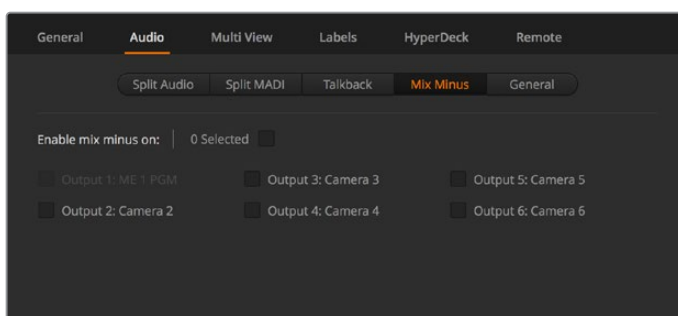 General Audio Multi View Labels HyperDeck Remote
Split Audio Split MADI Talkback Mix Minus General
Enable mix minus on: 0 Selected
Output 1: ME 1 PGM Output 3: Camera 3 Output 5: Camera 5
Output 2: Camera 2 Output 4: Camera 4 Output 6: Camera 6